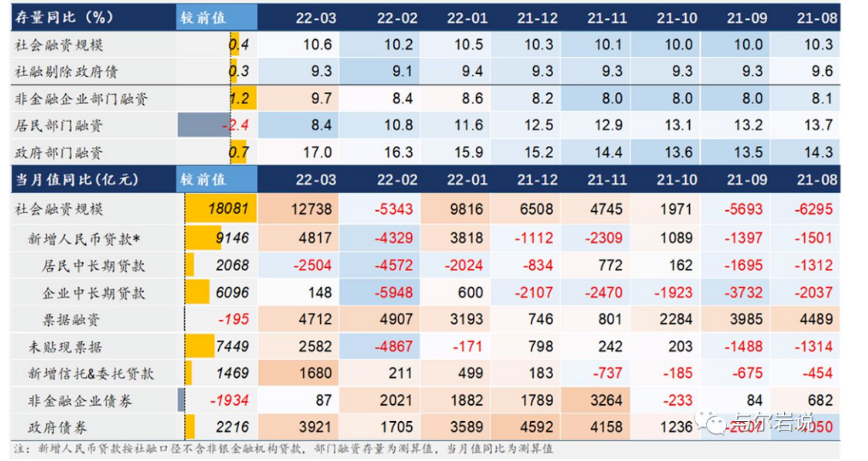 存量同比（%） 较前值 22-03 22-02 22-01 21-12 21-11 21-10 21-09 21-08
社会融资规模 0.4 10.6 10.2 10.5 10.3 10.1 10.0 10.0 10.3
社融剔除政府债 0.3 9.3 9.1 9.4 9.3 9.3 9.3 9.3 9.6
非金融企业部门融资 1.2 9.7 8.4 8.6 8.2 8.0 8.0 8.0 8.1
居民部门融资 -2.4 8.4 10.8 11.6 12.5 12.9 13.1 13.2 13.7
政府部门融资 0.7 17.0 16.3 15.9 15.2 14.4 13.6 13.5 14.3
当月值同比(亿元) 较前值 22-03 22-02 22-01 21-12 21-11 21-10 21-09 21-08
社会融资规模 18081 12738 -5343 9816 6508 4745 1971 -5693 -6295
新增人民币贷款* 9146 4817 -4329 3818 -1112 -2309 1089 -1397 -1501
居民中长期贷款 2068 -2504 -4572 -2024 -834 772 162 -1695 -1312
企业中长期贷款 6096 148 -5948 600 -2107 -2470 -1923 -3732 -2037
票据融资 -195 4712 4907 3193 746 801 2284 3985 4489
未贴现票据 7449 2582 -4867 -171 798 242 203 -1488 -1314
新增信托&委托贷款 1469 1680 211 499 183 -737 -185 -675 -454
非金融企业债券 -1934 87 2021 1882 1789 3264 -233 84 682
政府债券 2216 3921 1705 3589 4592 4158 1236
点尔岩说
注：新增人民币贷款按社融口径不含非银金融机构贷款，部门融资存量为测算值，当月值同比为测算值